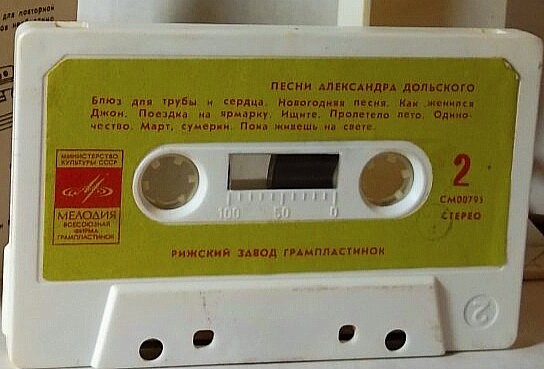 для повторной
ПЕСНИ АЛЕКСАНДРА ДОЛЬСКОГО
Блюз для трубы и сердца. Новогодняя песня. Как женился
Джон. Поездка на ярмарку. Ищите. Пролетело лето. Одино-
чество. Март, сумерки. Пока живешь на свете.
МИНИСТЕРСТВО
КУЛЬТУРЫ СССР
МЕЛОДИЯ
ВСЕСОЮЗНАЯ
ФИРМА
ГРАМПЛАСТИНОК
100 50 0
2
СМ00793
СТЕРЕО
РИЖСКИЙ ЗАВОД ГРАМПЛАСТИНОК
2